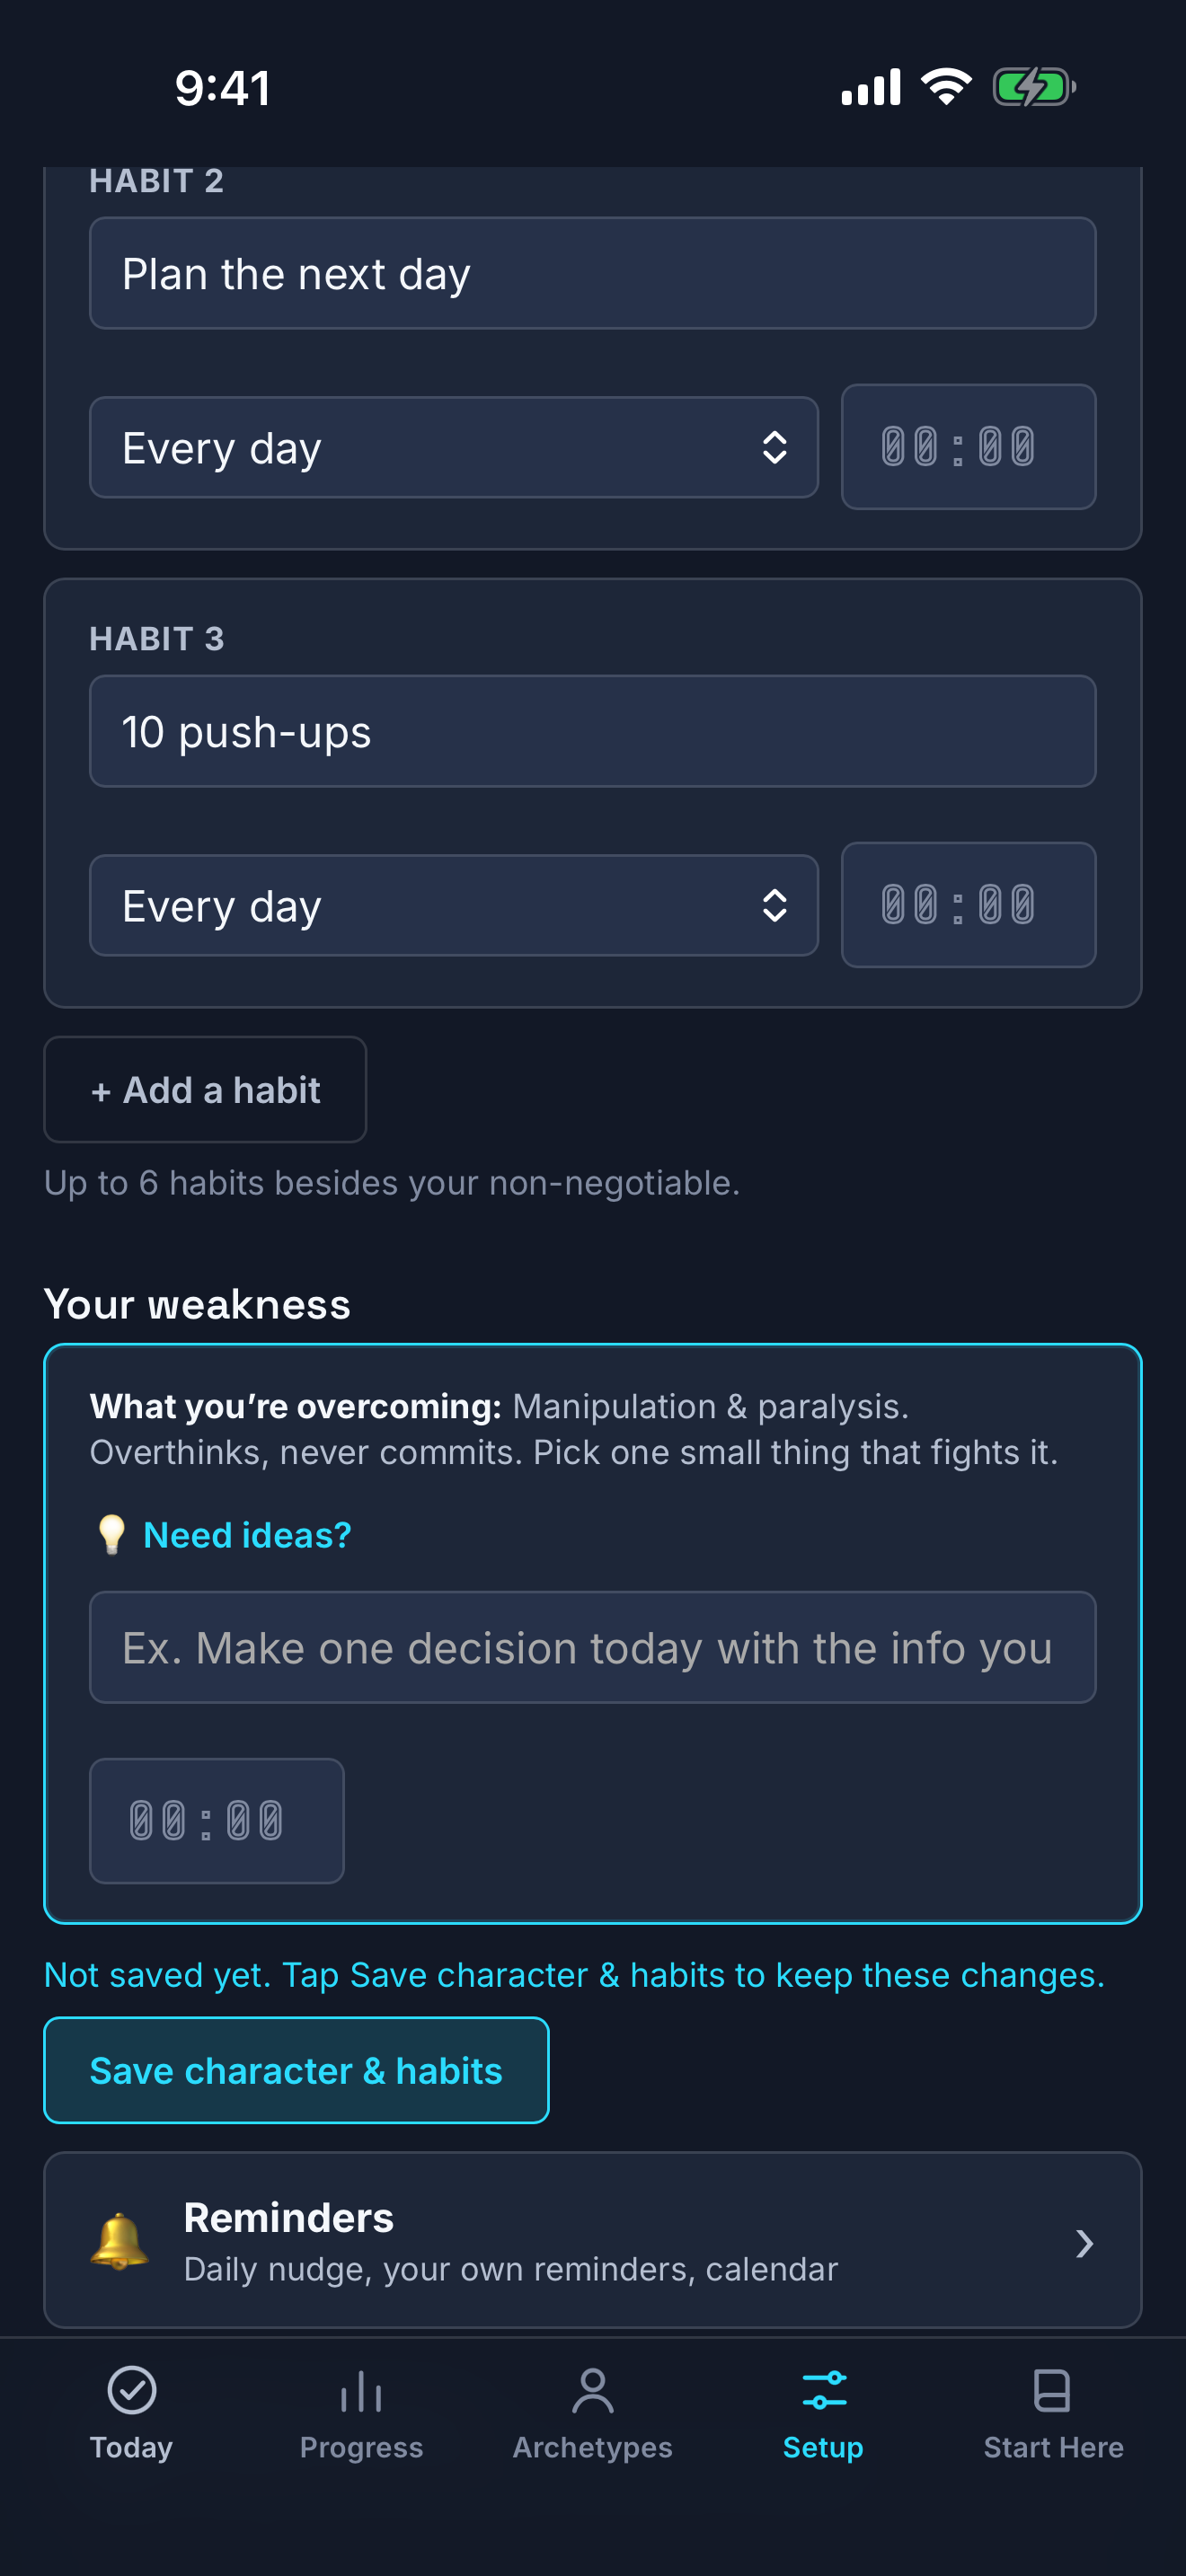 9:41
HABIT 2
Plan the next day
Every day
00:00
HABIT 3
10 push-ups
Every day
00:00
+ Add a habit
Up to 6 habits besides your non-negotiable.
Your weakness
What you’re overcoming: Manipulation & paralysis.
Overthinks, never commits. Pick one small thing that fights it.
Need ideas?
Ex. Make one decision today with the info you
00:00
Not saved yet. Tap Save character & habits to keep these changes.
Save character & habits
Reminders
Daily nudge, your own reminders, calendar
Today
Progress
Archetypes
Setup
Start Here